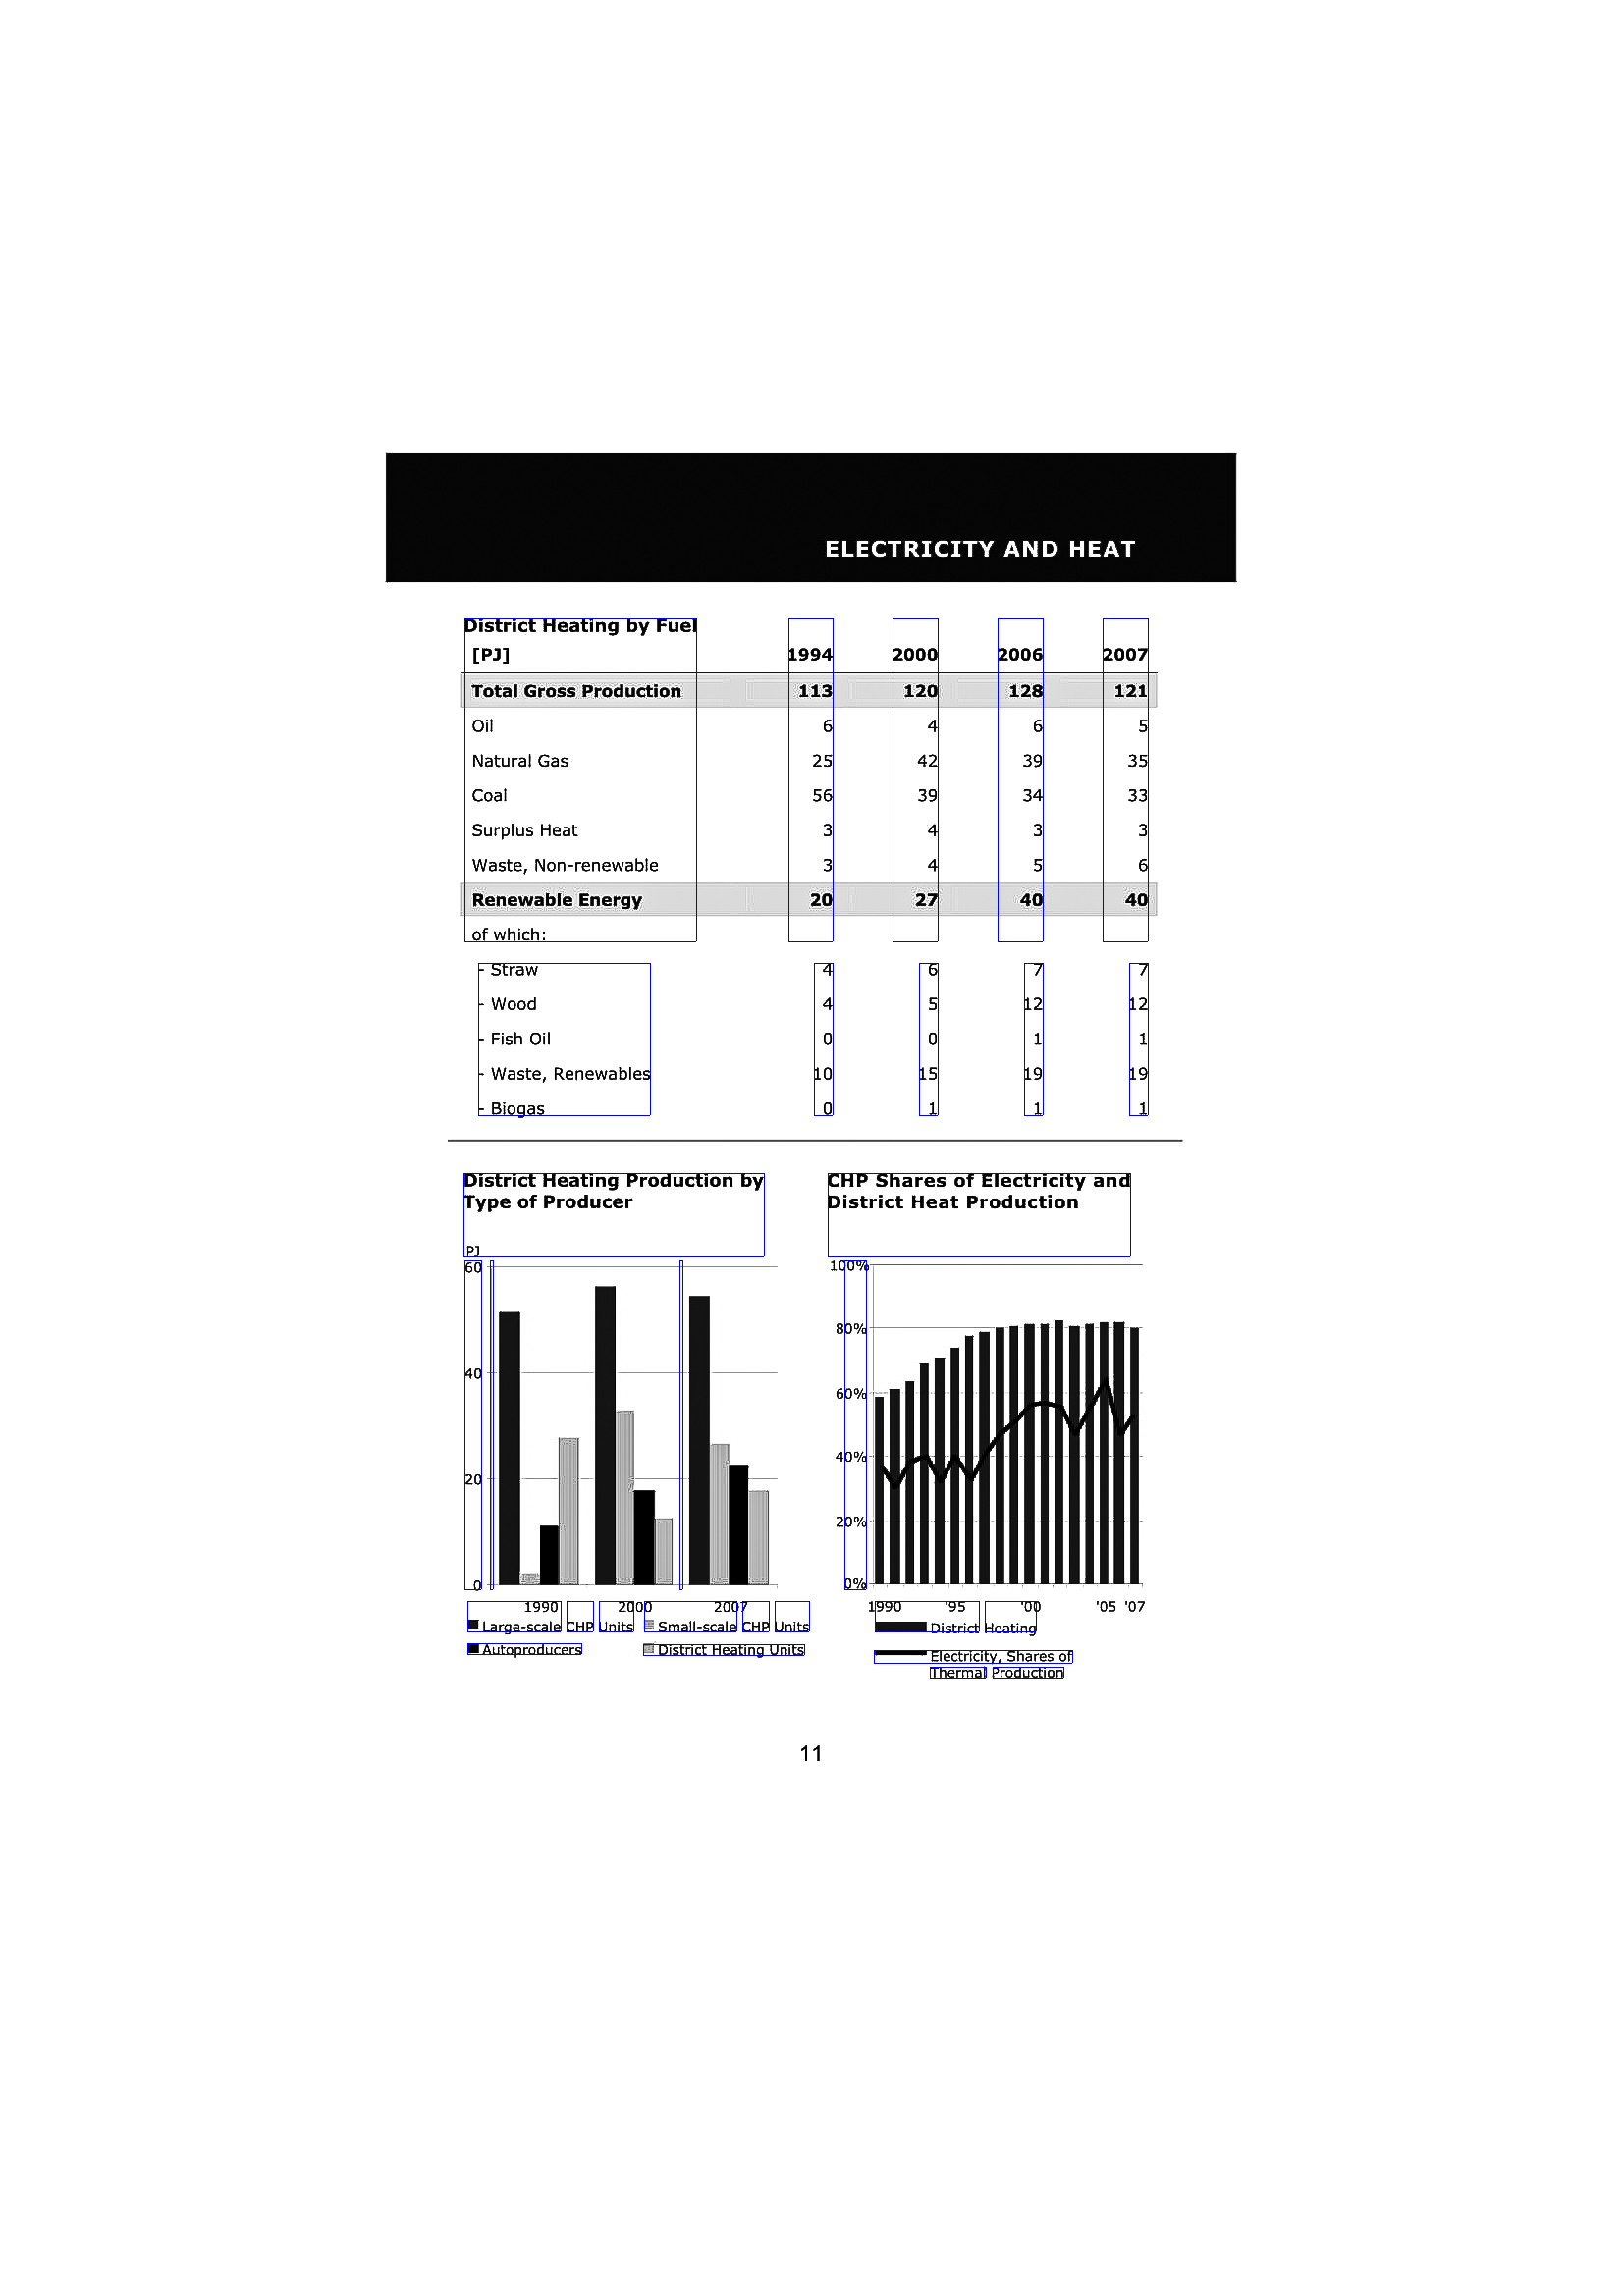 ELECTRICITY AND HEAT
District Heating by Fuel
[PJ] 1994 2000 2006 2007
Total Gross Production 113 120 128 121
Oil 6 4 6 5
Natural Gas 25 42 39 35
Coal 56 39 34 33
Surplus Heat 3 4 3 3
Waste, Non-renewable 3 4 5 6
Renewable Energy 20 27 40 40
of which:
- Straw 4 6 7 7
- Wood 4 5 12 12
- Fish Oil 0 0 1 1
- Waste, Renewables 10 15 19 19
- Biogas 0 1 1 1
District Heating Production by
Type of Producer
PJ
60
40
20
0
1990 2000 2007
Large-scale CHP Units Small-scale CHP Units
Autoproducers District Heating Units
CHP Shares of Electricity and
District Heat Production
100%
80%
60%
40%
20%
0%
1990 '95 '00 '05 '07
District Heating
Electricity, Shares of
Thermal Production
11